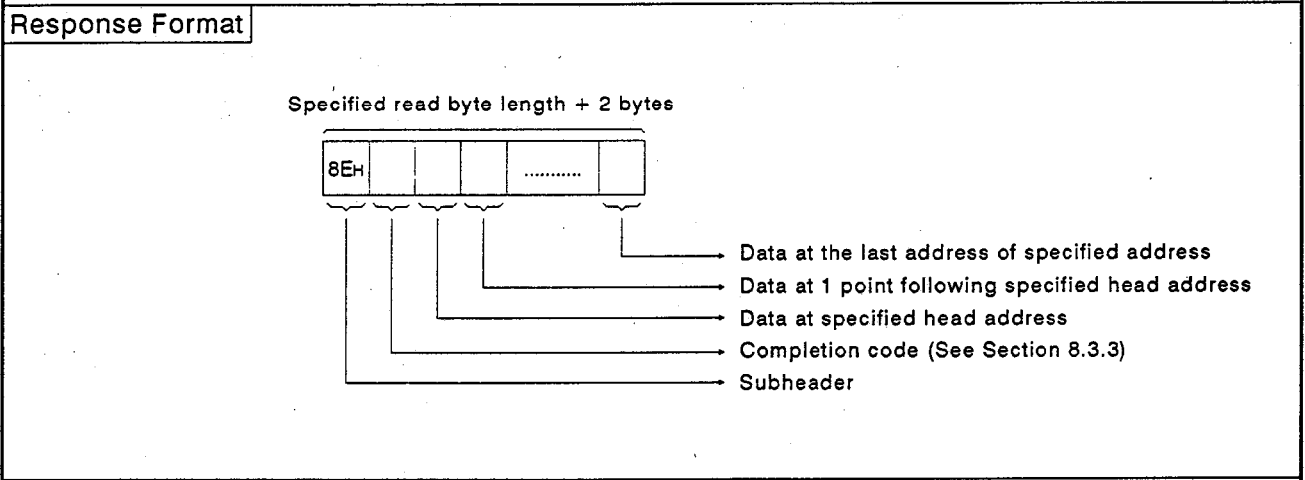 Response Format
Specified read byte length + 2 bytes
8EH ...........
Data at the last address of specified address
Data at 1 point following specified head address
Data at specified head address
Completion code (See Section 8.3.3)
Subheader